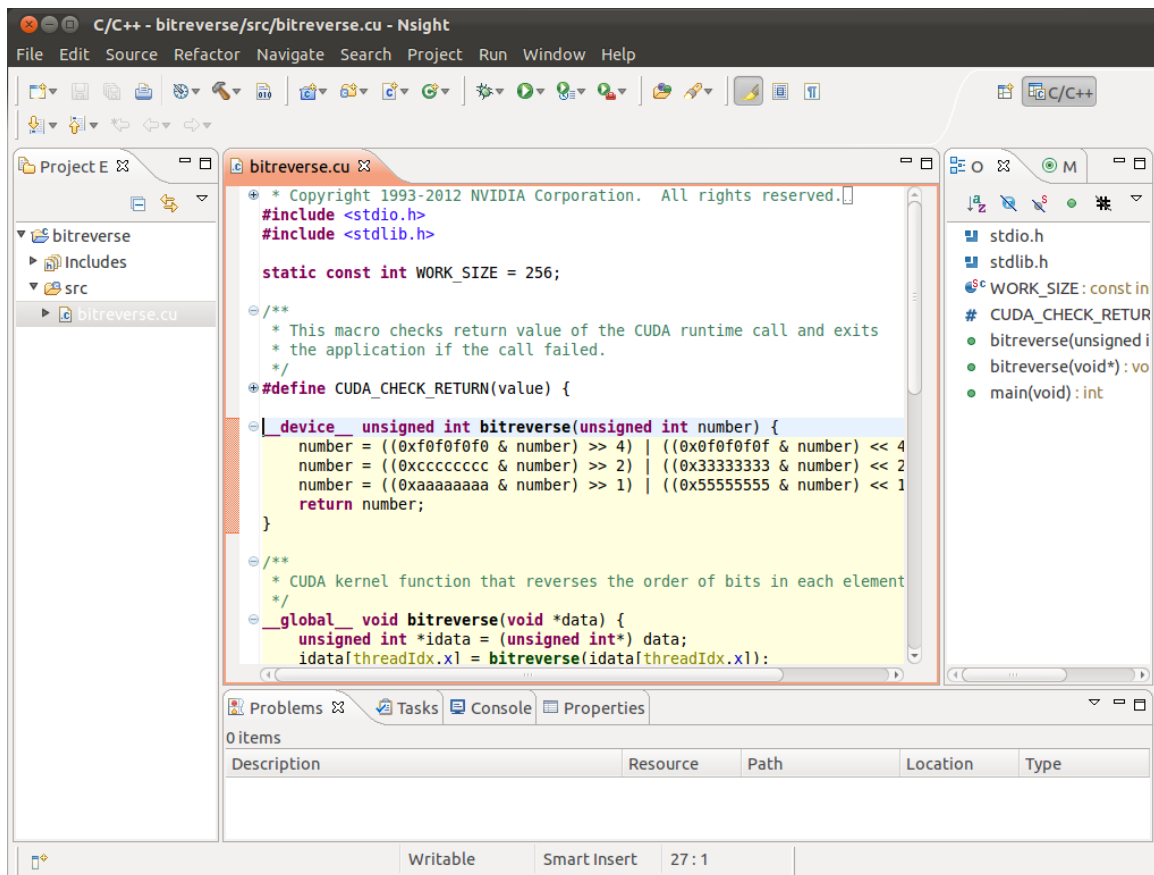 C/C++ - bitreverse/src/bitreverse.cu - Nsight
File Edit Source Refactor Navigate Search Project Run Window Help
C/C++
Project E
bitreverse
Includes
src
bitreverse.cu
bitreverse.cu
* Copyright 1993-2012 NVIDIA Corporation.  All rights reserved.
#include <stdio.h>
#include <stdlib.h>
static const int WORK_SIZE = 256;
/**
 * This macro checks return value of the CUDA runtime call and exits
 * the application if the call failed.
 */
#define CUDA_CHECK_RETURN(value) {
__device__ unsigned int bitreverse(unsigned int number) {
    number = ((0xf0f0f0f0 & number) >> 4) | ((0x0f0f0f0f & number) << 4
    number = ((0xcccccccc & number) >> 2) | ((0x33333333 & number) << 2
    number = ((0xaaaaaaaa & number) >> 1) | ((0x55555555 & number) << 1
    return number;
}
/**
 * CUDA kernel function that reverses the order of bits in each element
 */
__global__ void bitreverse(void *data) {
    unsigned int *idata = (unsigned int*) data;
    idata[threadIdx.x] = bitreverse(idata[threadIdx.x]);
O M
stdio.h
stdlib.h
WORK_SIZE : const in
CUDA_CHECK_RETUR
bitreverse(unsigned i
bitreverse(void*) : vo
main(void) : int
Problems Tasks Console Properties
0 items
Description Resource Path Location Type
Writable Smart Insert 27 : 1